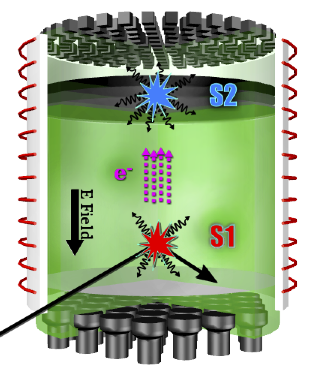 S2
e-
E Field
S1